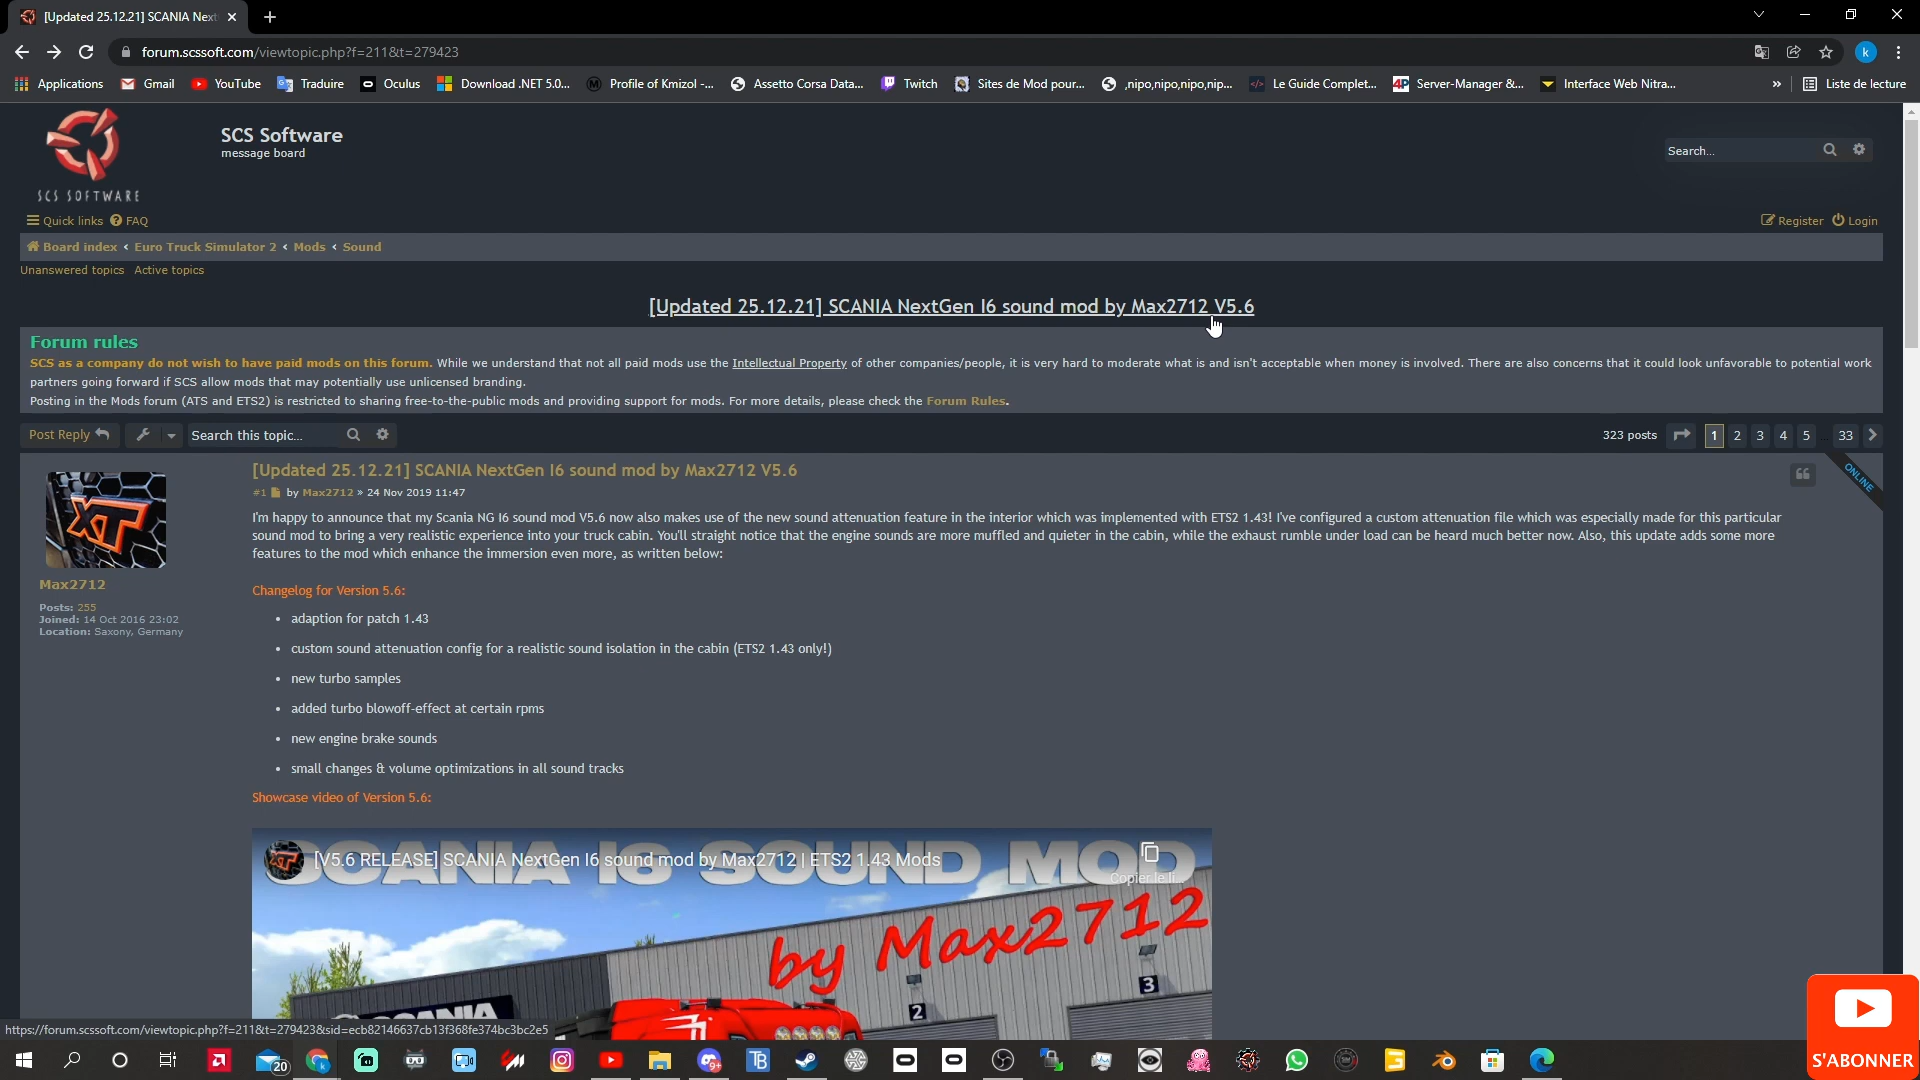 [Updated 25.12.21] SCANIA Next
forum.scssoft.com/viewtopic.php?f=211&t=279423
k
Applications
Gmail
YouTube
Traduire
Oculus
Download .NET 5.0...
Profile of Kmizol -...
Assetto Corsa Data...
Twitch
Sites de Mod pour...
,nipo,nipo,nipo,nip...
Le Guide Complet...
Server-Manager &...
Interface Web Nitra...
»
Liste de lecture
SCS SOFTWARE
SCS Software
message board
Search...
Quick links
FAQ
Register
Login
Board index ‹ Euro Truck Simulator 2 ‹ Mods ‹ Sound
Unanswered topics Active topics
[Updated 25.12.21] SCANIA NextGen I6 sound mod by Max2712 V5.6
Forum rules
SCS as a company do not wish to have paid mods on this forum. While we understand that not all paid mods use the Intellectual Property of other companies/people, it is very hard to moderate what is and isn't acceptable when money is involved. There are also concerns that it could look unfavorable to potential work
partners going forward if SCS allow mods that may potentially use unlicensed branding.
Posting in the Mods forum (ATS and ETS2) is restricted to sharing free-to-the-public mods and providing support for mods. For more details, please check the Forum Rules.
Post Reply
Search this topic...
323 posts
1 2 3 4 5 ... 33
[Updated 25.12.21] SCANIA NextGen I6 sound mod by Max2712 V5.6
ONLINE
#1 by Max2712 » 24 Nov 2019 11:47
XT
I'm happy to announce that my Scania NG I6 sound mod V5.6 now also makes use of the new sound attenuation feature in the interior which was implemented with ETS2 1.43! I've configured a custom attenuation file which was especially made for this particular
sound mod to bring a very realistic experience into your truck cabin. You'll straight notice that the engine sounds are more muffled and quieter in the cabin, while the exhaust rumble under load can be heard much better now. Also, this update adds some more
features to the mod which enhance the immersion even more, as written below:
Max2712
Posts: 255
Joined: 14 Oct 2016 23:02
Location: Saxony, Germany
Changelog for Version 5.6:
• adaption for patch 1.43
• custom sound attenuation config for a realistic sound isolation in the cabin (ETS2 1.43 only!)
• new turbo samples
• added turbo blowoff-effect at certain rpms
• new engine brake sounds
• small changes & volume optimizations in all sound tracks
Showcase video of Version 5.6:
SCANIA I6 SOUND MOD
XT
[V5.6 RELEASE] SCANIA NextGen I6 sound mod by Max2712 | ETS2 1.43 Mods
Copier le li...
by Max2712
3
2
SCANIA
https://forum.scssoft.com/viewtopic.php?f=211&t=279423&sid=ecb82146637cb13f368fe374bc3bc2e5
20
9+
TB
S'ABONNER